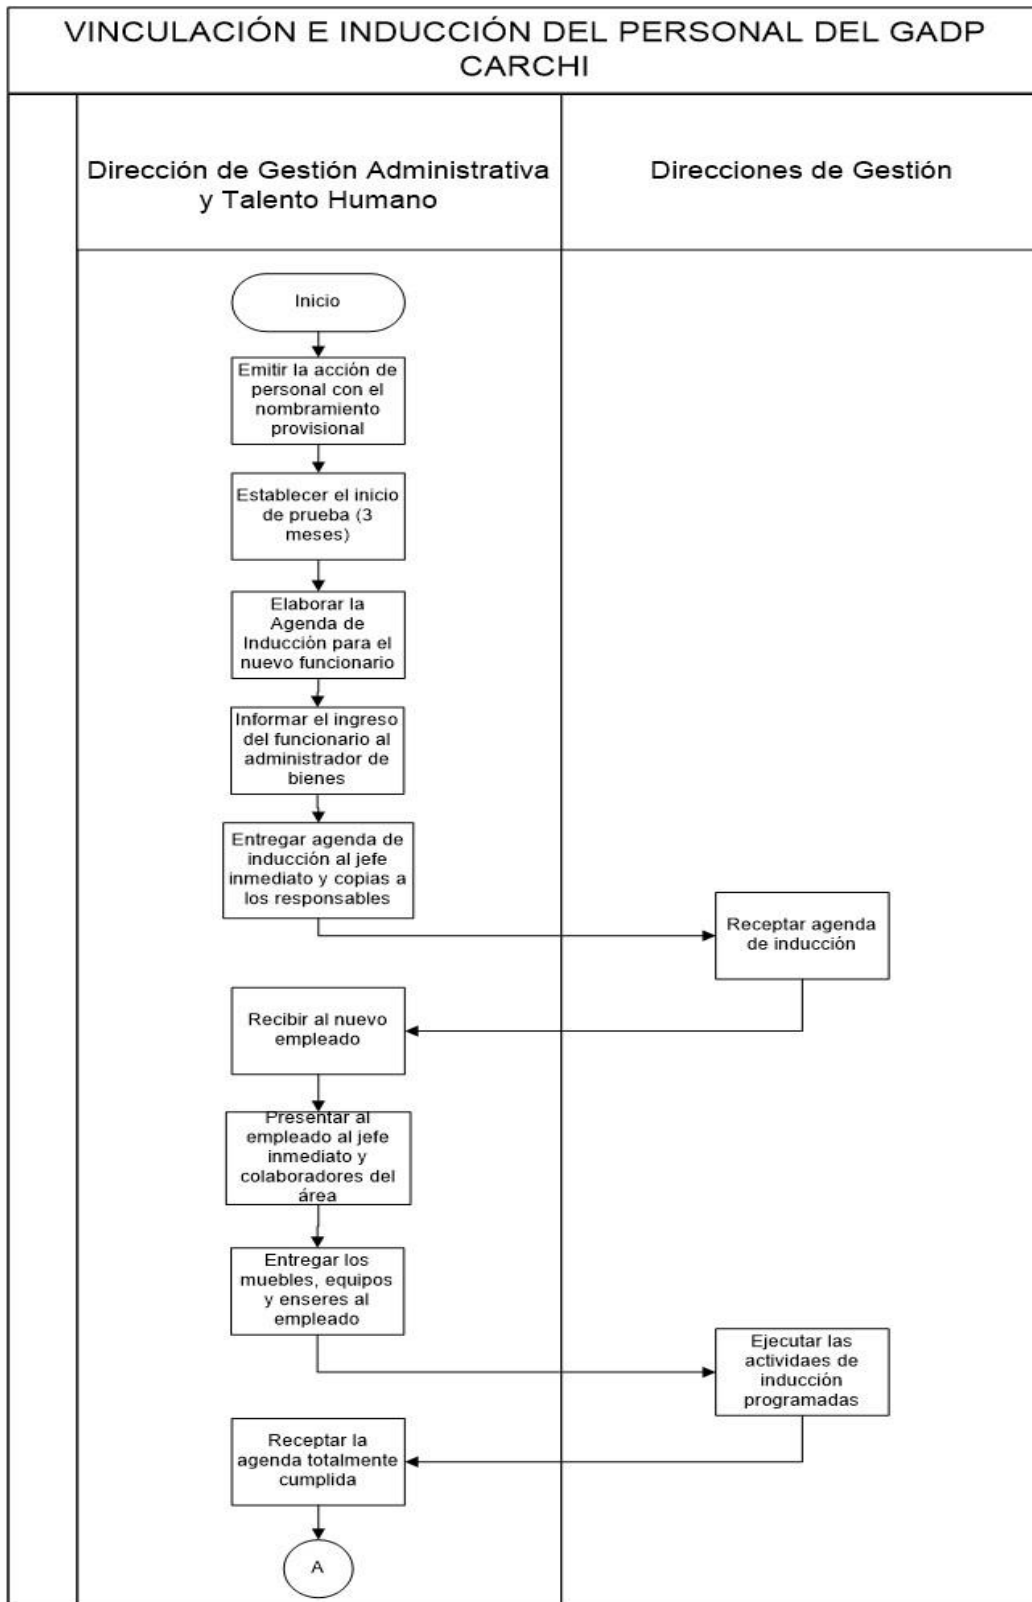 VINCULACIÓN E INDUCCIÓN DEL PERSONAL DEL GADP
CARCHI
Dirección de Gestión Administrativa
y Talento Humano
Direcciones de Gestión
Inicio
Emitir la acción de
personal con el
nombramiento
provisional
Establecer el inicio
de prueba (3
meses)
Elaborar la
Agenda de
Inducción para el
nuevo funcionario
Informar el ingreso
del funcionario al
administrador de
bienes
Entregar agenda de
inducción al jefe
inmediato y copias a
los responsables
Receptar agenda
de inducción
Recibir al nuevo
empleado
Presentar al
empleado al jefe
inmediato y
colaboradores del
área
Entregar los
muebles, equipos
y enseres al
empleado
Ejecutar las
actividaes de
inducción
programadas
Receptar la
agenda totalmente
cumplida
A